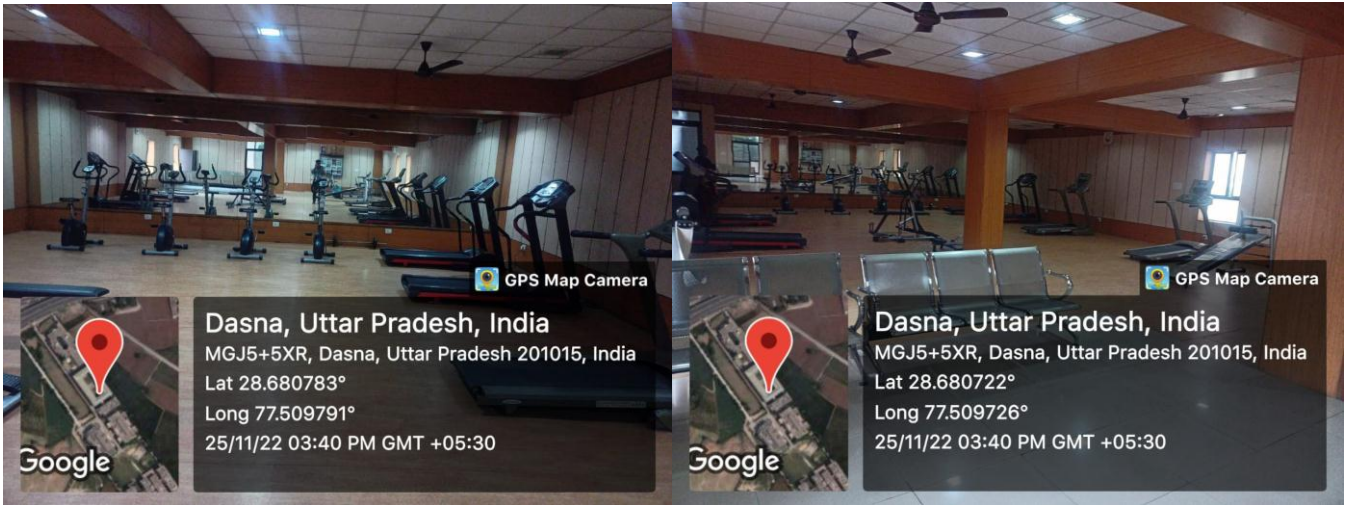 GPS Map Camera
Dasna, Uttar Pradesh, India
MGJ5+5XR, Dasna, Uttar Pradesh 201015, India
Lat 28.680783°
Long 77.509791°
25/11/22 03:40 PM GMT +05:30
Google
GPS Map Camera
Dasna, Uttar Pradesh, India
MGJ5+5XR, Dasna, Uttar Pradesh 201015, India
Lat 28.680722°
Long 77.509726°
25/11/22 03:40 PM GMT +05:30
Google